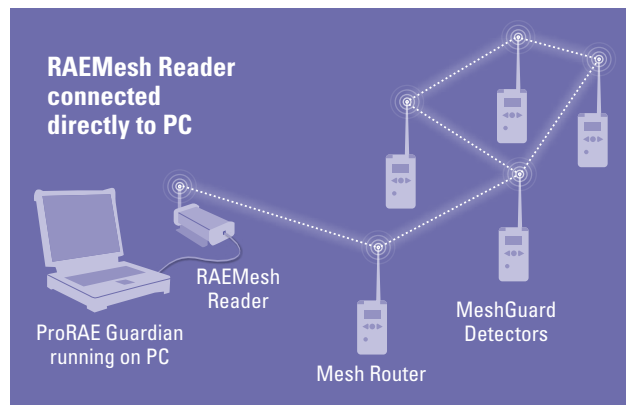 RAEMesh Reader
connected
directly to PC
RAEMesh
Reader
ProRAE Guardian
running on PC
Mesh Router
MeshGuard
Detectors